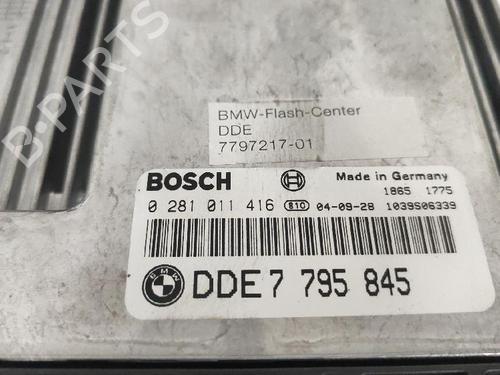 B-PARTS
BMW-Flash-Center
DDE
7797217-01
BOSCH
Made in Germany
1865 1775
0 281 011 416 810 04-09-28 1039S06339
BMW
DDE 7 795 845